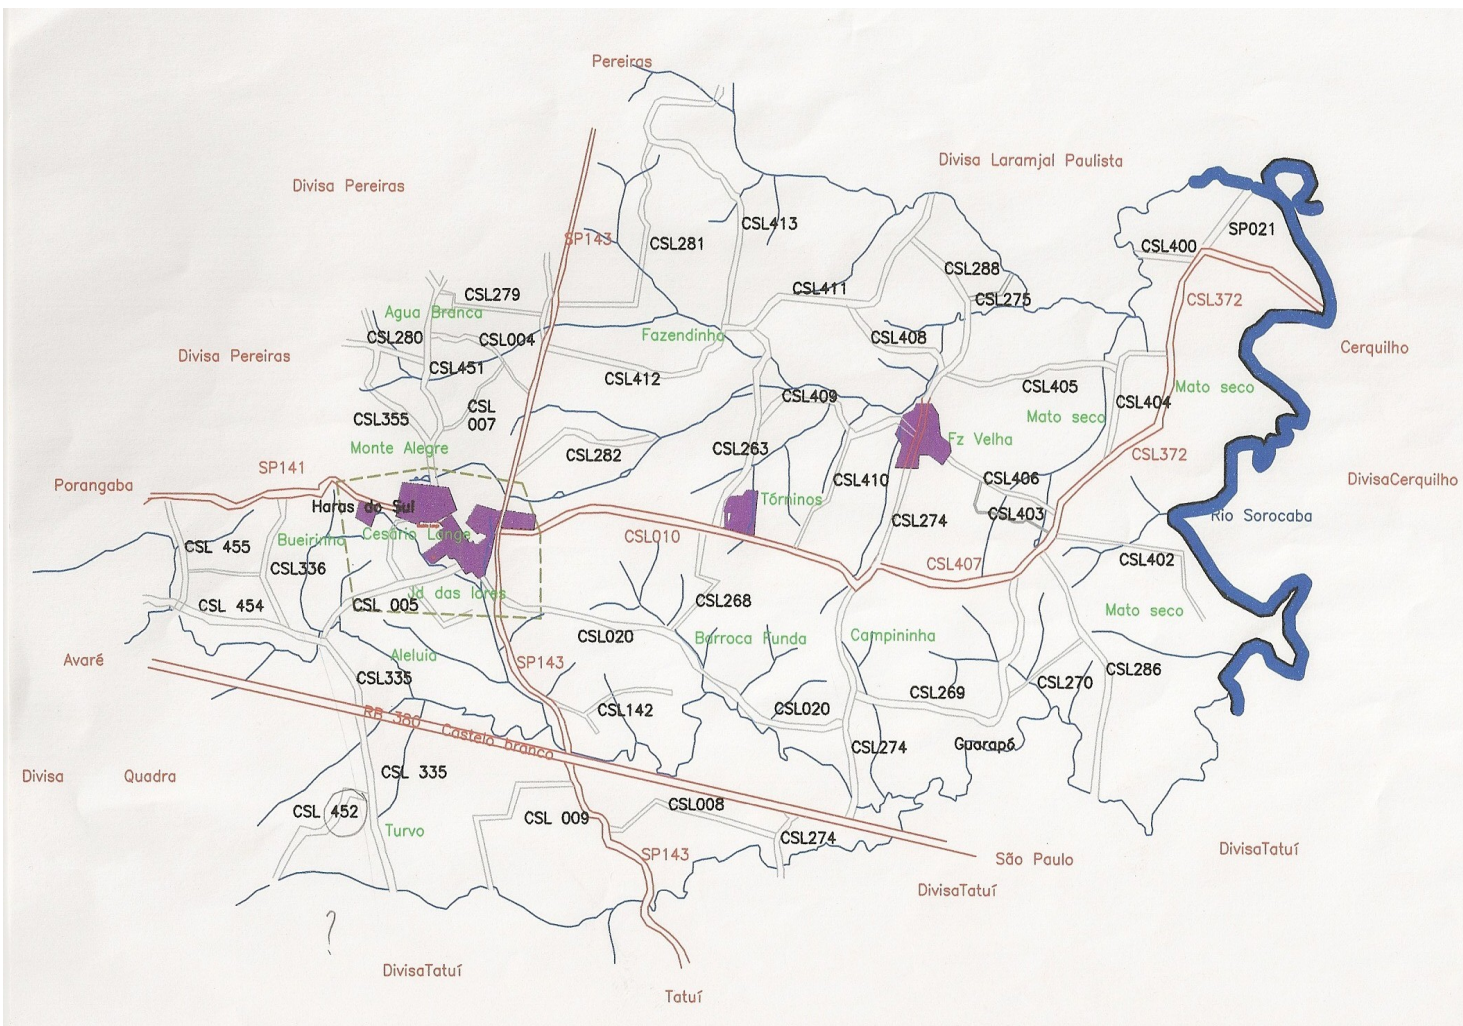 Pereiras
Divisa Laramjal Paulista
Divisa Pereiras
CSL413
SP021
SP143
CSL281
CSL400
CSL288
CSL279
CSL411
CSL275
CSL372
Agua Branca
CSL280
CSL004
Fazendinha
CSL408
Cerquilho
Divisa Pereiras
CSL451
CSL412
CSL405
Mato seco
CSL409
CSL404
CSL355
CSL
007
Mato seco
Monte Alegre
CSL263
Fz Velha
CSL282
CSL372
SP141
Porangaba
CSL410
CSL406
DivisaCerquilho
Haras do Sul
Tórninos
CSL403
Rio Sorocaba
CSL274
Cesário Lange
Bueirinho
CSL010
CSL 455
CSL336
CSL407
CSL402
Jd das lores
CSL 454
CSL 005
CSL268
Mato seco
CSL020
Barroca Funda
Campininha
Aleluia
Avaré
SP143
CSL335
CSL286
CSL270
CSL269
CSL142
CSL020
RB 380
Castelo branco
CSL274
Guarapó
Divisa
Quadra
CSL 335
CSL 452
CSL 009
CSL008
Turvo
CSL274
SP143
São Paulo
DivisaTatuí
DivisaTatuí
?
DivisaTatuí
Tatuí